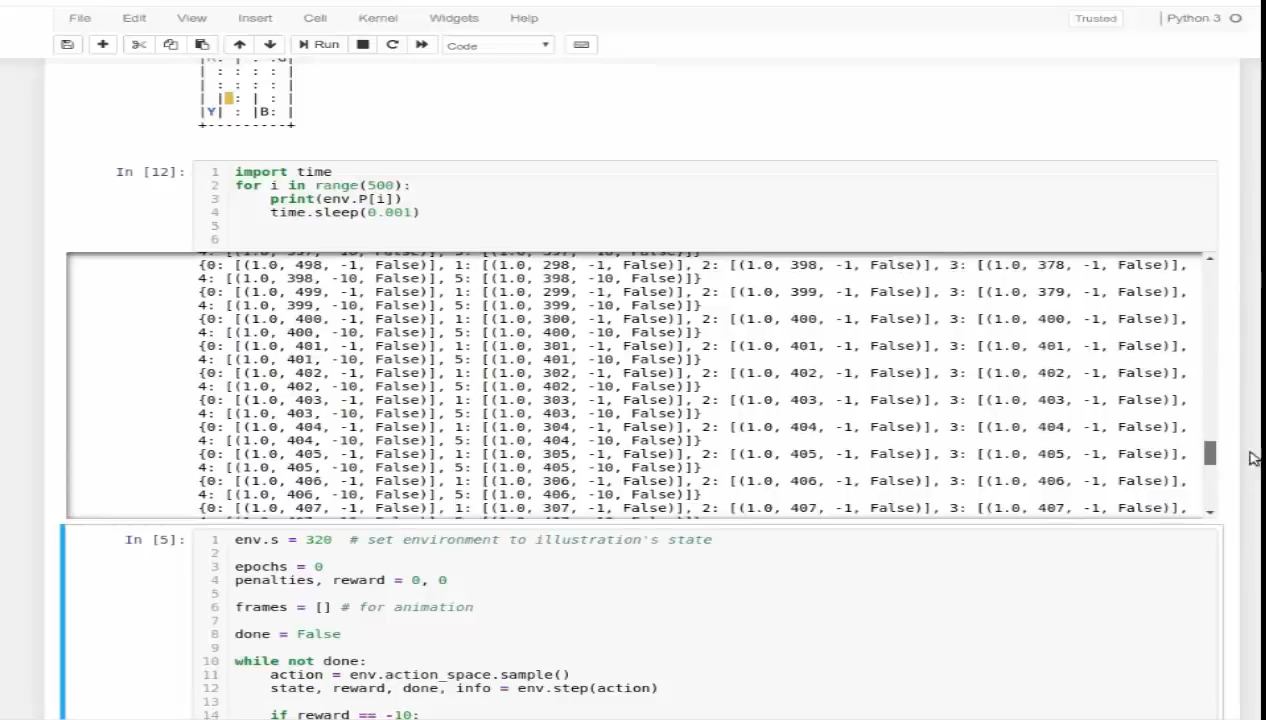 File Edit View Insert Cell Kernel Widgets Help Trusted Python 3
Run Code
| : : : : |
| : : : : |
| | : | : |
|Y| : |B: |
+---------+
In [12]:
1 import time
2 for i in range(500):
3     print(env.P[i])
4     time.sleep(0.001)
5
6
{0: [(1.0, 498, -1, False)], 1: [(1.0, 298, -1, False)], 2: [(1.0, 398, -1, False)], 3: [(1.0, 378, -1, False)],
4: [(1.0, 398, -10, False)], 5: [(1.0, 398, -10, False)]}
{0: [(1.0, 499, -1, False)], 1: [(1.0, 299, -1, False)], 2: [(1.0, 399, -1, False)], 3: [(1.0, 379, -1, False)],
4: [(1.0, 399, -10, False)], 5: [(1.0, 399, -10, False)]}
{0: [(1.0, 400, -1, False)], 1: [(1.0, 300, -1, False)], 2: [(1.0, 400, -1, False)], 3: [(1.0, 400, -1, False)],
4: [(1.0, 400, -10, False)], 5: [(1.0, 400, -10, False)]}
{0: [(1.0, 401, -1, False)], 1: [(1.0, 301, -1, False)], 2: [(1.0, 401, -1, False)], 3: [(1.0, 401, -1, False)],
4: [(1.0, 401, -10, False)], 5: [(1.0, 401, -10, False)]}
{0: [(1.0, 402, -1, False)], 1: [(1.0, 302, -1, False)], 2: [(1.0, 402, -1, False)], 3: [(1.0, 402, -1, False)],
4: [(1.0, 402, -10, False)], 5: [(1.0, 402, -10, False)]}
{0: [(1.0, 403, -1, False)], 1: [(1.0, 303, -1, False)], 2: [(1.0, 403, -1, False)], 3: [(1.0, 403, -1, False)],
4: [(1.0, 403, -10, False)], 5: [(1.0, 403, -10, False)]}
{0: [(1.0, 404, -1, False)], 1: [(1.0, 304, -1, False)], 2: [(1.0, 404, -1, False)], 3: [(1.0, 404, -1, False)],
4: [(1.0, 404, -10, False)], 5: [(1.0, 404, -10, False)]}
{0: [(1.0, 405, -1, False)], 1: [(1.0, 305, -1, False)], 2: [(1.0, 405, -1, False)], 3: [(1.0, 405, -1, False)],
4: [(1.0, 405, -10, False)], 5: [(1.0, 405, -10, False)]}
{0: [(1.0, 406, -1, False)], 1: [(1.0, 306, -1, False)], 2: [(1.0, 406, -1, False)], 3: [(1.0, 406, -1, False)],
4: [(1.0, 406, -10, False)], 5: [(1.0, 406, -10, False)]}
{0: [(1.0, 407, -1, False)], 1: [(1.0, 307, -1, False)], 2: [(1.0, 407, -1, False)], 3: [(1.0, 407, -1, False)],
In [5]:
1 env.s = 320  # set environment to illustration's state
2
3 epochs = 0
4 penalties, reward = 0, 0
5
6 frames = [] # for animation
7
8 done = False
9
10 while not done:
11     action = env.action_space.sample()
12     state, reward, done, info = env.step(action)
13
14     if reward == -10: